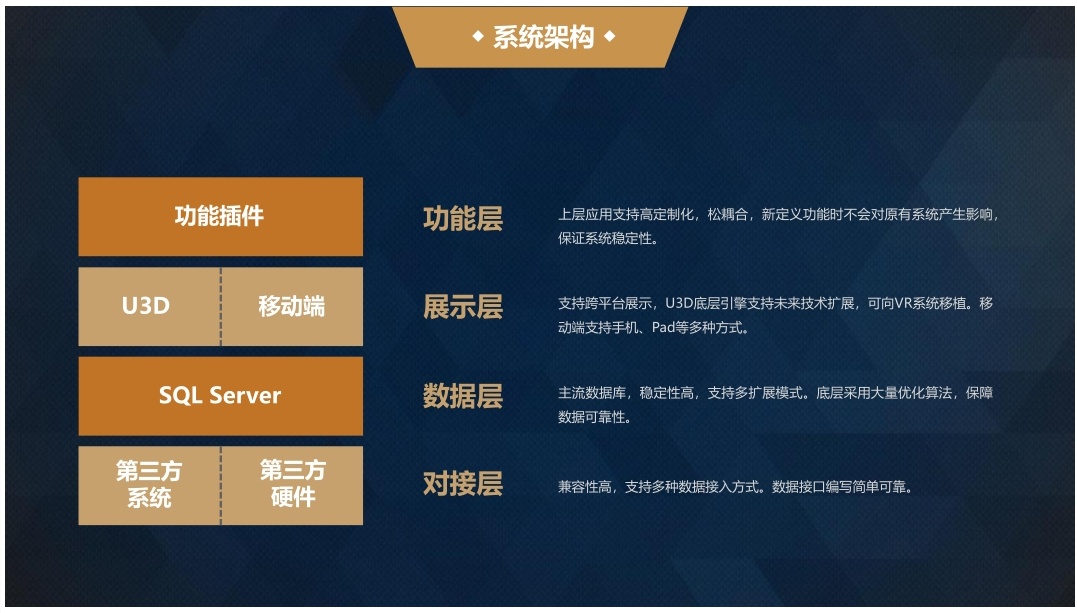 ◆ 系统架构 ◆
功能插件
功能层
上层应用支持高定制化，松耦合，新定义功能时不会对原有系统产生影响，
保证系统稳定性。
U3D
移动端
展示层
支持跨平台展示，U3D底层引擎支持未来技术扩展，可向VR系统移植。移
动端支持手机、Pad等多种方式。
SQL Server
数据层
主流数据库，稳定性高，支持多扩展模式。底层采用大量优化算法，保障
数据可靠性。
第三方
系统
第三方
硬件
对接层
兼容性高，支持多种数据接入方式。数据接口编写简单可靠。